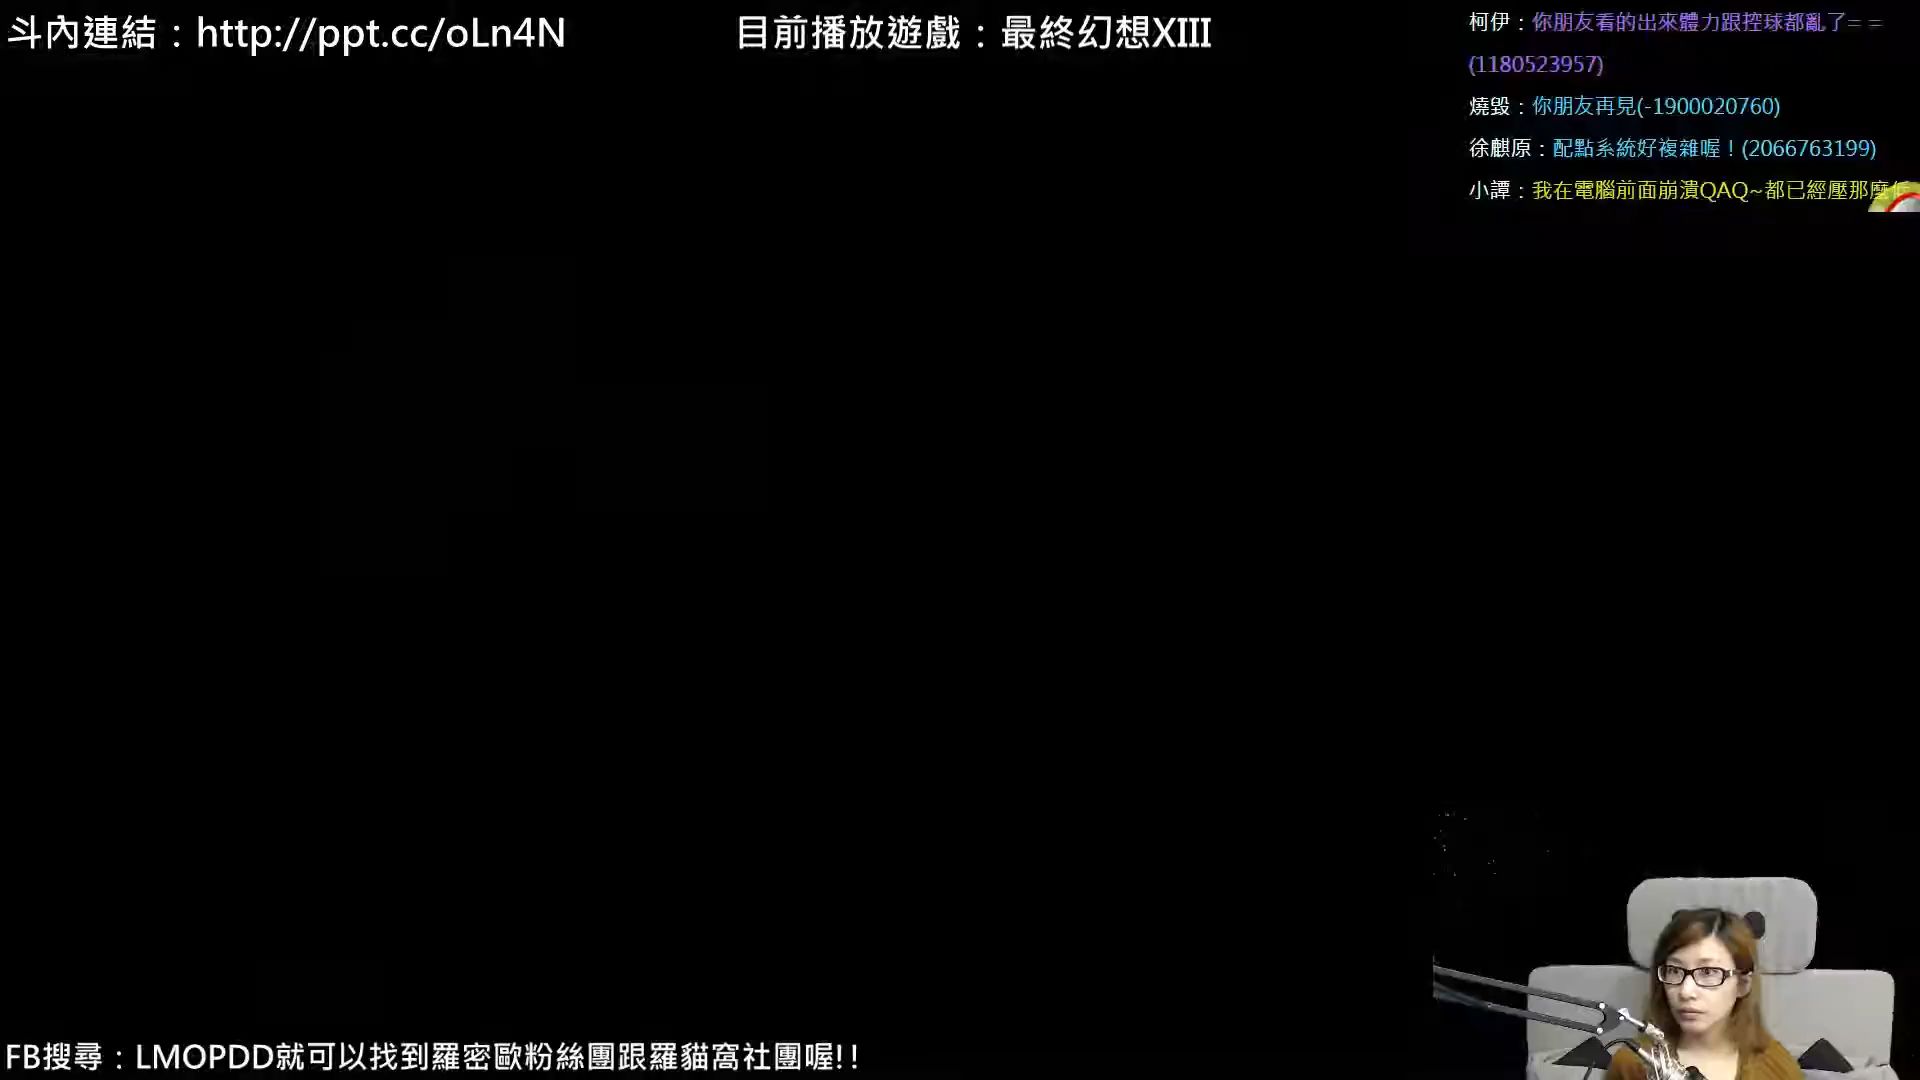 斗內連結：http://ppt.cc/oLn4N
目前播放遊戲：最終幻想XIII
柯伊：你朋友看的出來體力跟控球都亂了= =
(1180523957)
燒毀：你朋友再見(-1900020760)
徐麒原：配點系統好複雜喔！(2066763199)
小譚：我在電腦前面崩潰QAQ~都已經壓那麼低
FB搜尋：LMOPDD就可以找到羅密歐粉絲團跟羅貓窩社團喔!!